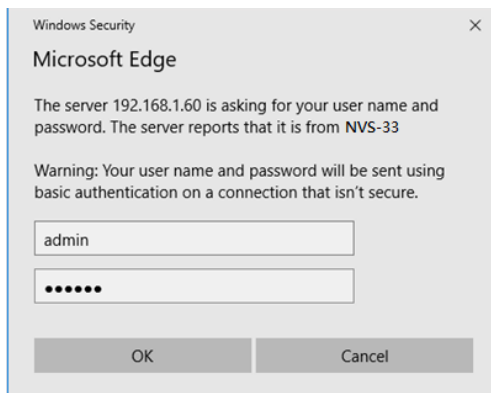 Windows Security
Microsoft Edge
The server 192.168.1.60 is asking for your user name and
password. The server reports that it is from NVS-33
Warning: Your user name and password will be sent using
basic authentication on a connection that isn't secure.
admin
••••••
OK Cancel